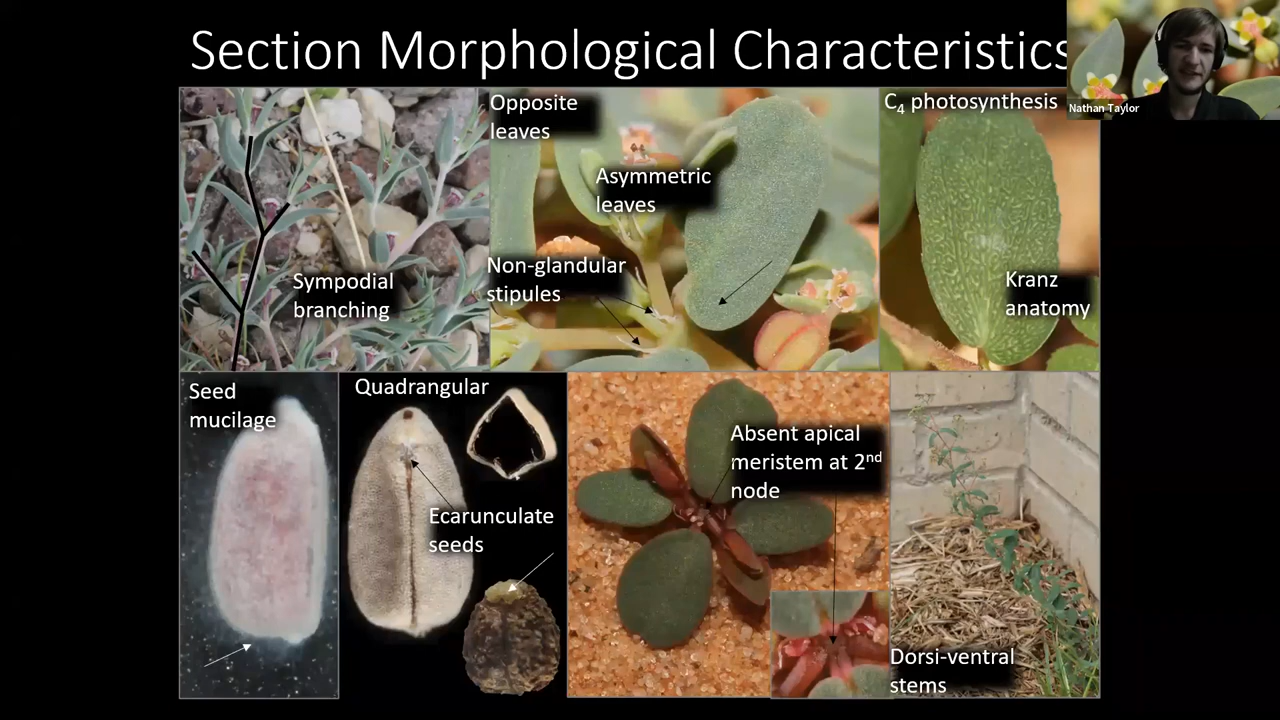 Section Morphological Characteristics
Nathan Taylor
Opposite
leaves
C4 photosynthesis
Asymmetric
leaves
Non-glandular
stipules
Sympodial
branching
Kranz
anatomy
Seed
mucilage
Quadrangular
Ecarunculate
seeds
Absent apical
meristem at 2nd
node
Dorsi-ventral
stems